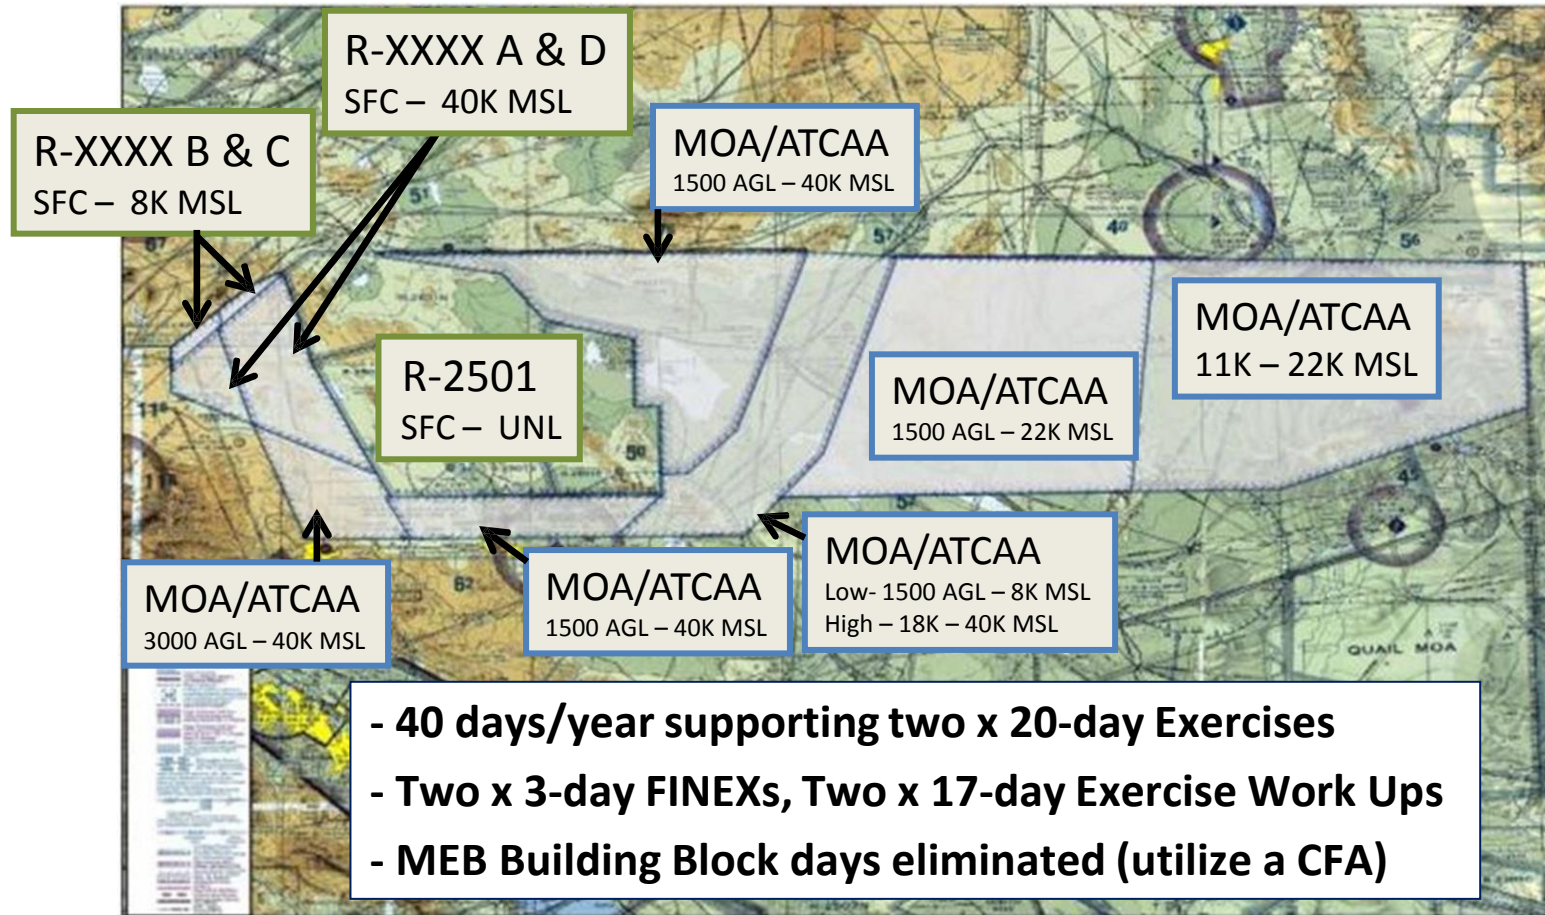 R-XXXX A & D
SFC – 40K MSL
R-XXXX B & C
SFC – 8K MSL
MOA/ATCAA
1500 AGL – 40K MSL
MOA/ATCAA
11K – 22K MSL
R-2501
SFC – UNL
MOA/ATCAA
1500 AGL – 22K MSL
MOA/ATCAA
3000 AGL – 40K MSL
MOA/ATCAA
1500 AGL – 40K MSL
MOA/ATCAA
Low- 1500 AGL – 8K MSL
High – 18K – 40K MSL
QUAIL MOA
- 40 days/year supporting two x 20-day Exercises
- Two x 3-day FINEXs, Two x 17-day Exercise Work Ups
- MEB Building Block days eliminated (utilize a CFA)